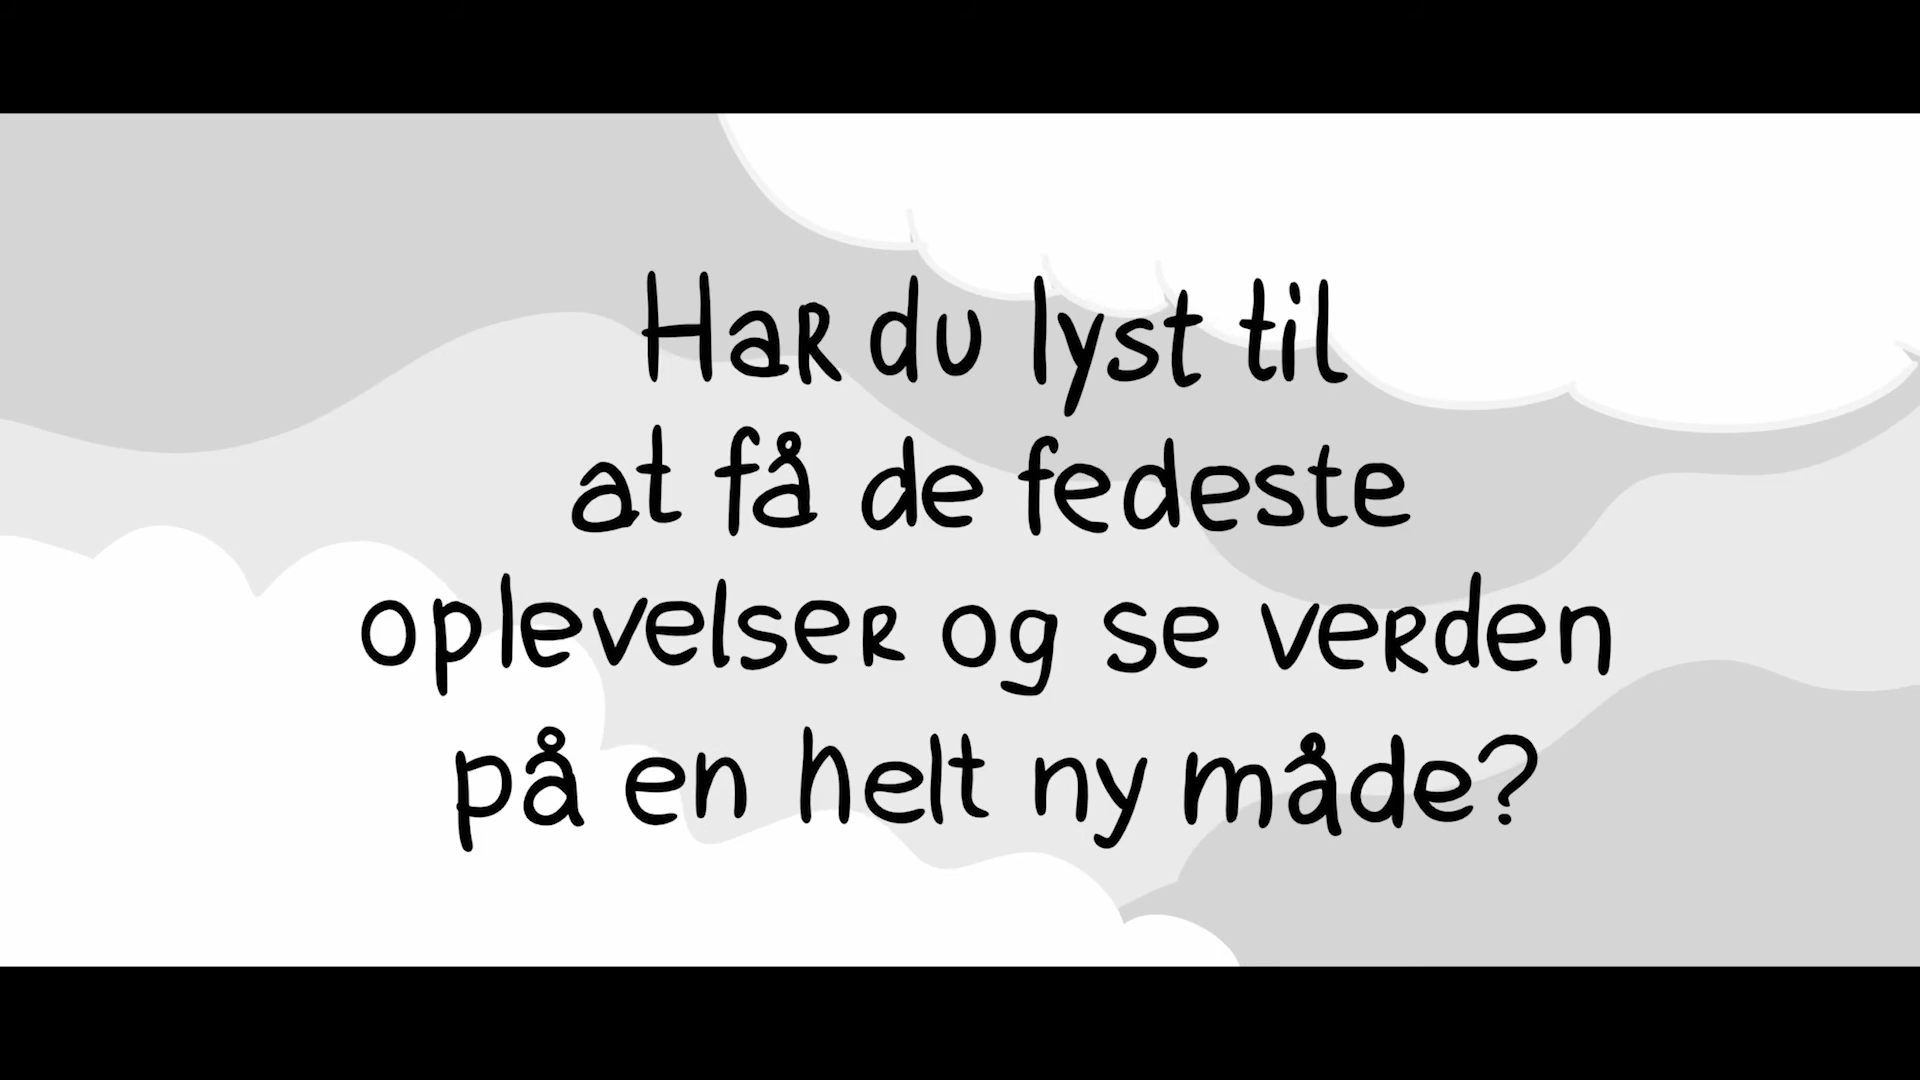 Har du lyst til
at få de fedeste
oplevelser og se verden
på en helt ny måde?